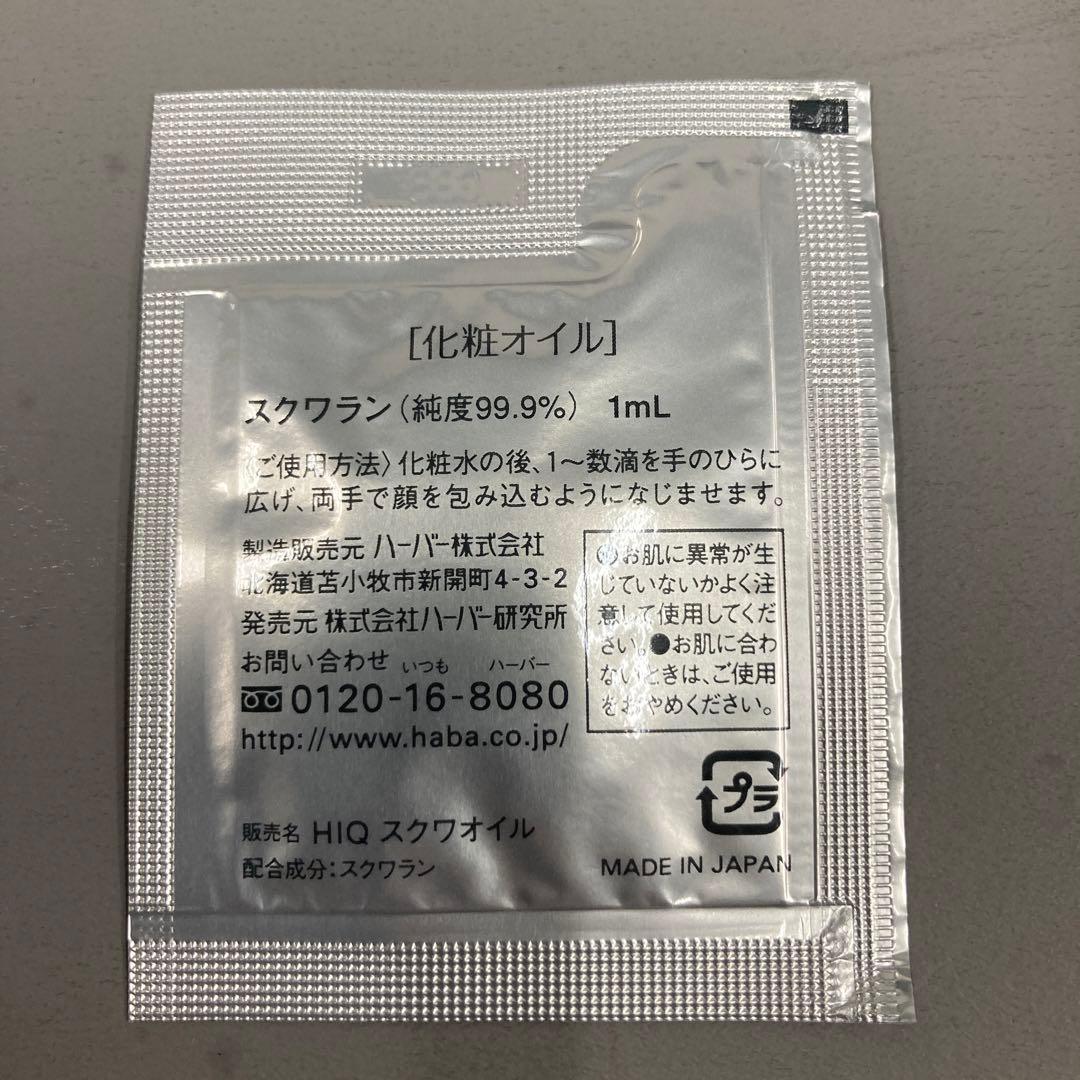 [化粧オイル]
スクワラン（純度99.9%） 1mL
〈ご使用方法〉化粧水の後、1〜数滴を手のひらに
広げ、両手で顔を包み込むようになじませます。
製造販売元 ハーバー株式会社
北海道苫小牧市新開町4-3-2
発売元 株式会社ハーバー研究所
お問い合わせ いつも ハーバー
0120-16-8080
http://www.haba.co.jp/
●お肌に異常が生
じていないかよく注
意して使用してくだ
さい。●お肌に合わ
ないときは、ご使用
をおやめください。
プラ
販売名 HIQ スクワオイル
配合成分：スクワラン
MADE IN JAPAN